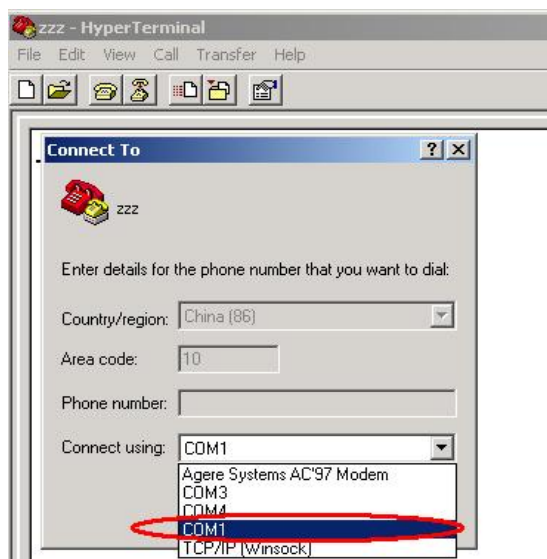 zzz - HyperTerminal
File Edit View Call Transfer Help
Connect To
zzz
Enter details for the phone number that you want to dial:
Country/region: China (86)
Area code: 10
Phone number:
Connect using: COM1
Agere Systems AC'97 Modem
COM3
COM4
COM1
TCP/IP (Winsock)